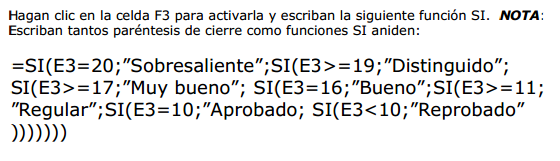 Hagan clic en la celda F3 para activarla y escriban la siguiente función SI. NOTA:
Escriban tantos paréntesis de cierre como funciones SI aniden:
=SI(E3=20;”Sobresaliente”;SI(E3>=19;”Distinguido”;
SI(E3>=17;”Muy bueno”; SI(E3=16;”Bueno”;SI(E3>=11;
”Regular”;SI(E3=10;”Aprobado; SI(E3<10;”Reprobado”
)))))))